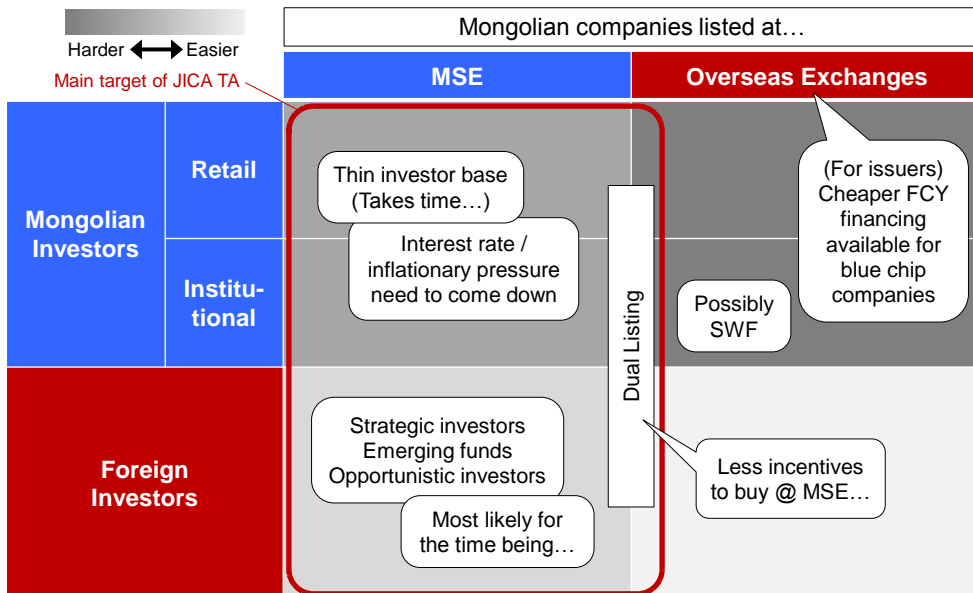 Mongolian companies listed at…
Harder Easier
Main target of JICA TA
MSE
Overseas Exchanges
Mongolian
Investors
Retail
Institu-
tional
Thin investor base
(Takes time…)
Interest rate /
inflationary pressure
need to come down
Dual Listing
Possibly
SWF
(For issuers)
Cheaper FCY
financing
available for
blue chip
companies
Foreign
Investors
Strategic investors
Emerging funds
Opportunistic investors
Most likely for
the time being…
Less incentives
to buy @ MSE…